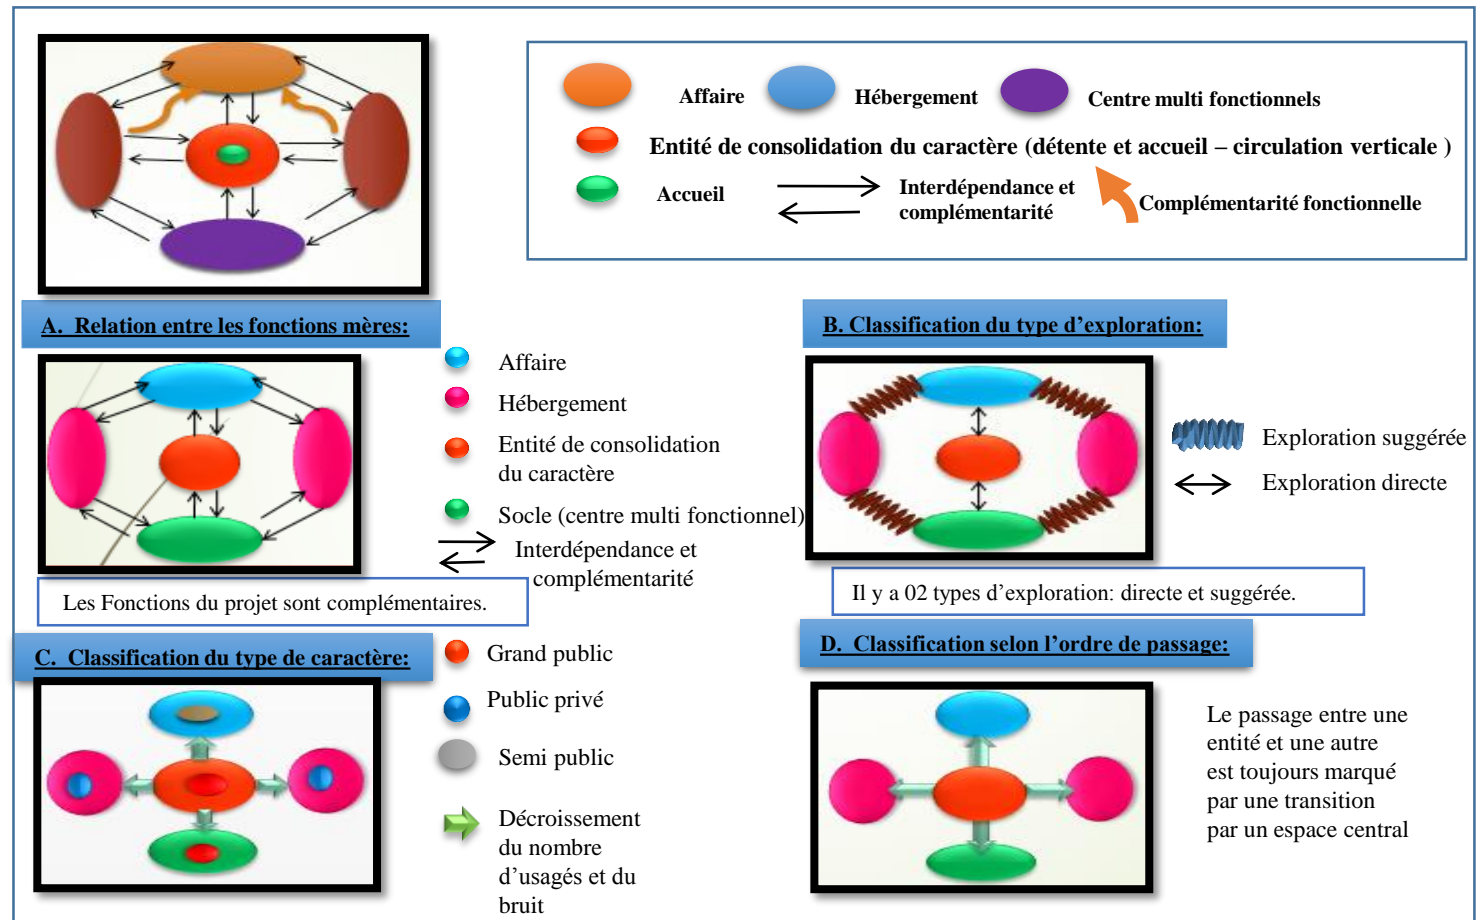 Affaire
Hébergement
Centre multi fonctionnels
Entité de consolidation du caractère (détente et accueil – circulation verticale )
Accueil
Interdépendance et
complémentarité
Complémentarité fonctionnelle
A. Relation entre les fonctions mères:
Affaire
Hébergement
Entité de consolidation
du caractère
Socle (centre multi fonctionnel)
Interdépendance et
complémentarité
Les Fonctions du projet sont complémentaires.
B. Classification du type d’exploration:
Exploration suggérée
Exploration directe
Il y a 02 types d’exploration: directe et suggérée.
C. Classification du type de caractère:
Grand public
Public privé
Semi public
Décroissement
du nombre
d’usagés et du
bruit
D. Classification selon l’ordre de passage:
Le passage entre une
entité et une autre
est toujours marqué
par une transition
par un espace central